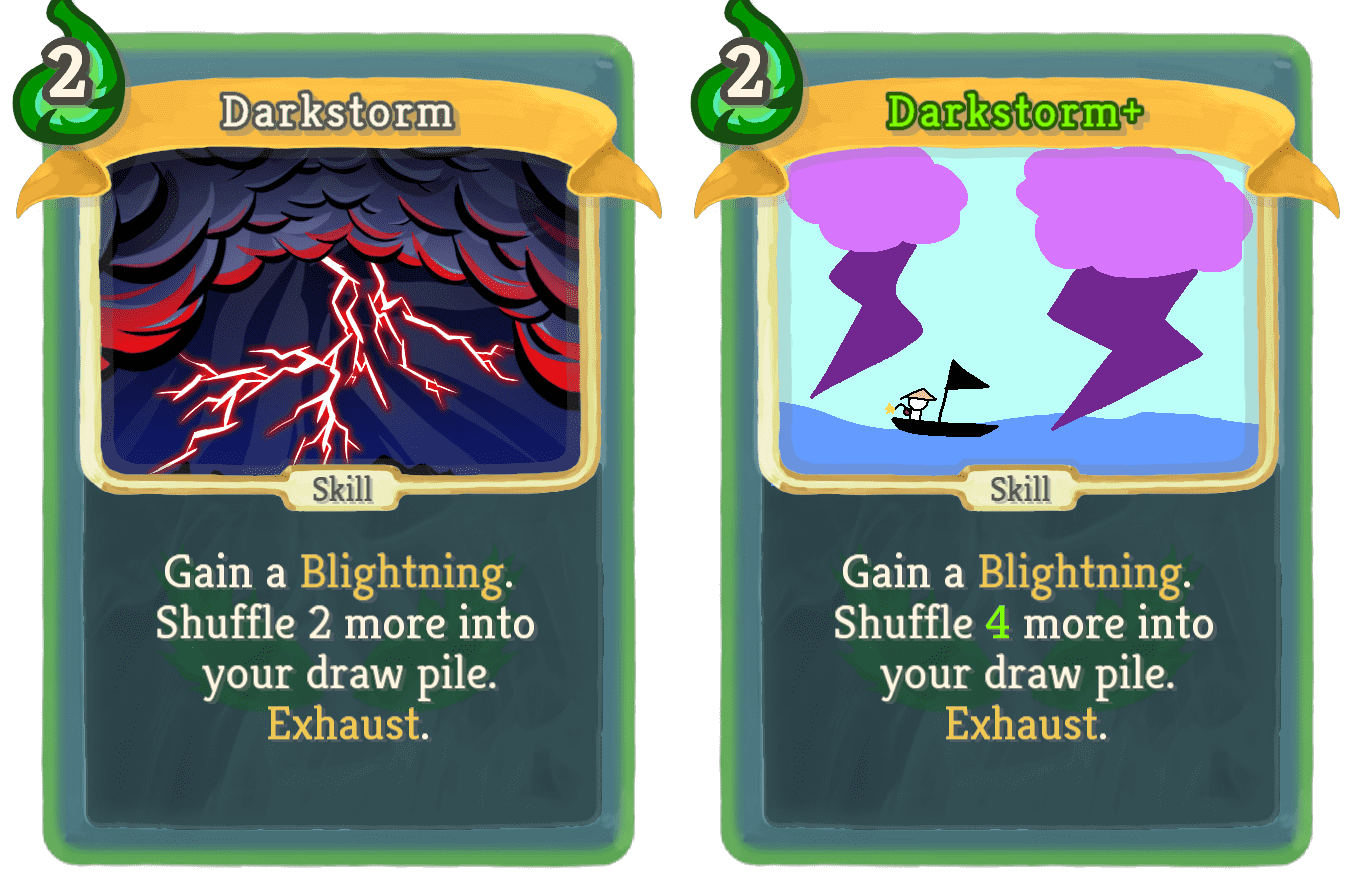 2
Darkstorm
Skill
Gain a Blightning.
Shuffle 2 more into
your draw pile.
Exhaust.
2
Darkstorm+
Skill
Gain a Blightning.
Shuffle 4 more into
your draw pile.
Exhaust.